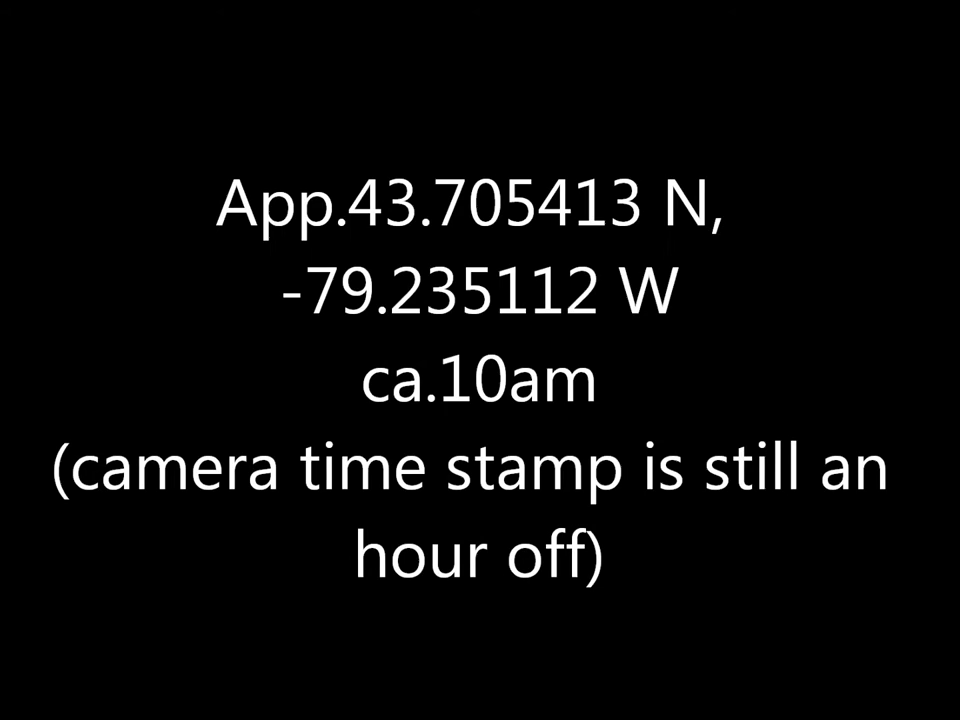 App.43.705413 N,
-79.235112 W
ca.10am
(camera time stamp is still an
hour off)